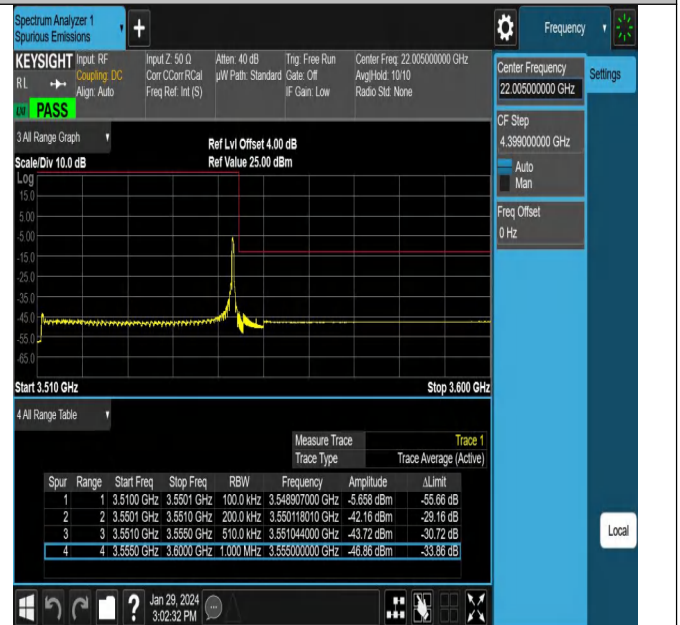 Spectrum Analyzer 1
Spurious Emissions
+
Frequency
KEYSIGHT
RL
PASS
Input: RF
Coupling: DC
Align: Auto
Input Z: 50 Ω
Corr CCorr RCal
Freq Ref: Int (S)
Atten: 40 dB
µW Path: Standard
Trig: Free Run
Gate: Off
IF Gain: Low
Center Freq: 22.005000000 GHz
Avg|Hold: 10/10
Radio Std: None
Center Frequency
22.005000000 GHz
Settings
CF Step
4.399000000 GHz
Auto
Man
Freq Offset
0 Hz
3 All Range Graph
Ref Lvl Offset 4.00 dB
Scale/Div 10.0 dB
Ref Value 25.00 dBm
Log
15.0
5.00
-5.00
-15.0
-25.0
-35.0
-45.0
-55.0
-65.0
Start 3.510 GHz
Stop 3.600 GHz
4 All Range Table
Measure Trace Trace 1
Trace Type Trace Average (Active)
Spur Range Start Freq Stop Freq RBW Frequency Amplitude ΔLimit
1 1 3.5100 GHz 3.5501 GHz 100.0 kHz 3.548907000 GHz -5.658 dBm -55.66 dB
2 2 3.5501 GHz 3.5510 GHz 200.0 kHz 3.550118010 GHz -42.16 dBm -29.16 dB
3 3 3.5510 GHz 3.5550 GHz 510.0 kHz 3.551044000 GHz -43.72 dBm -30.72 dB
4 4 3.5550 GHz 3.6000 GHz 1.000 MHz 3.555000000 GHz -46.86 dBm -33.86 dB
Local
?
Jan 29, 2024
3:02:32 PM